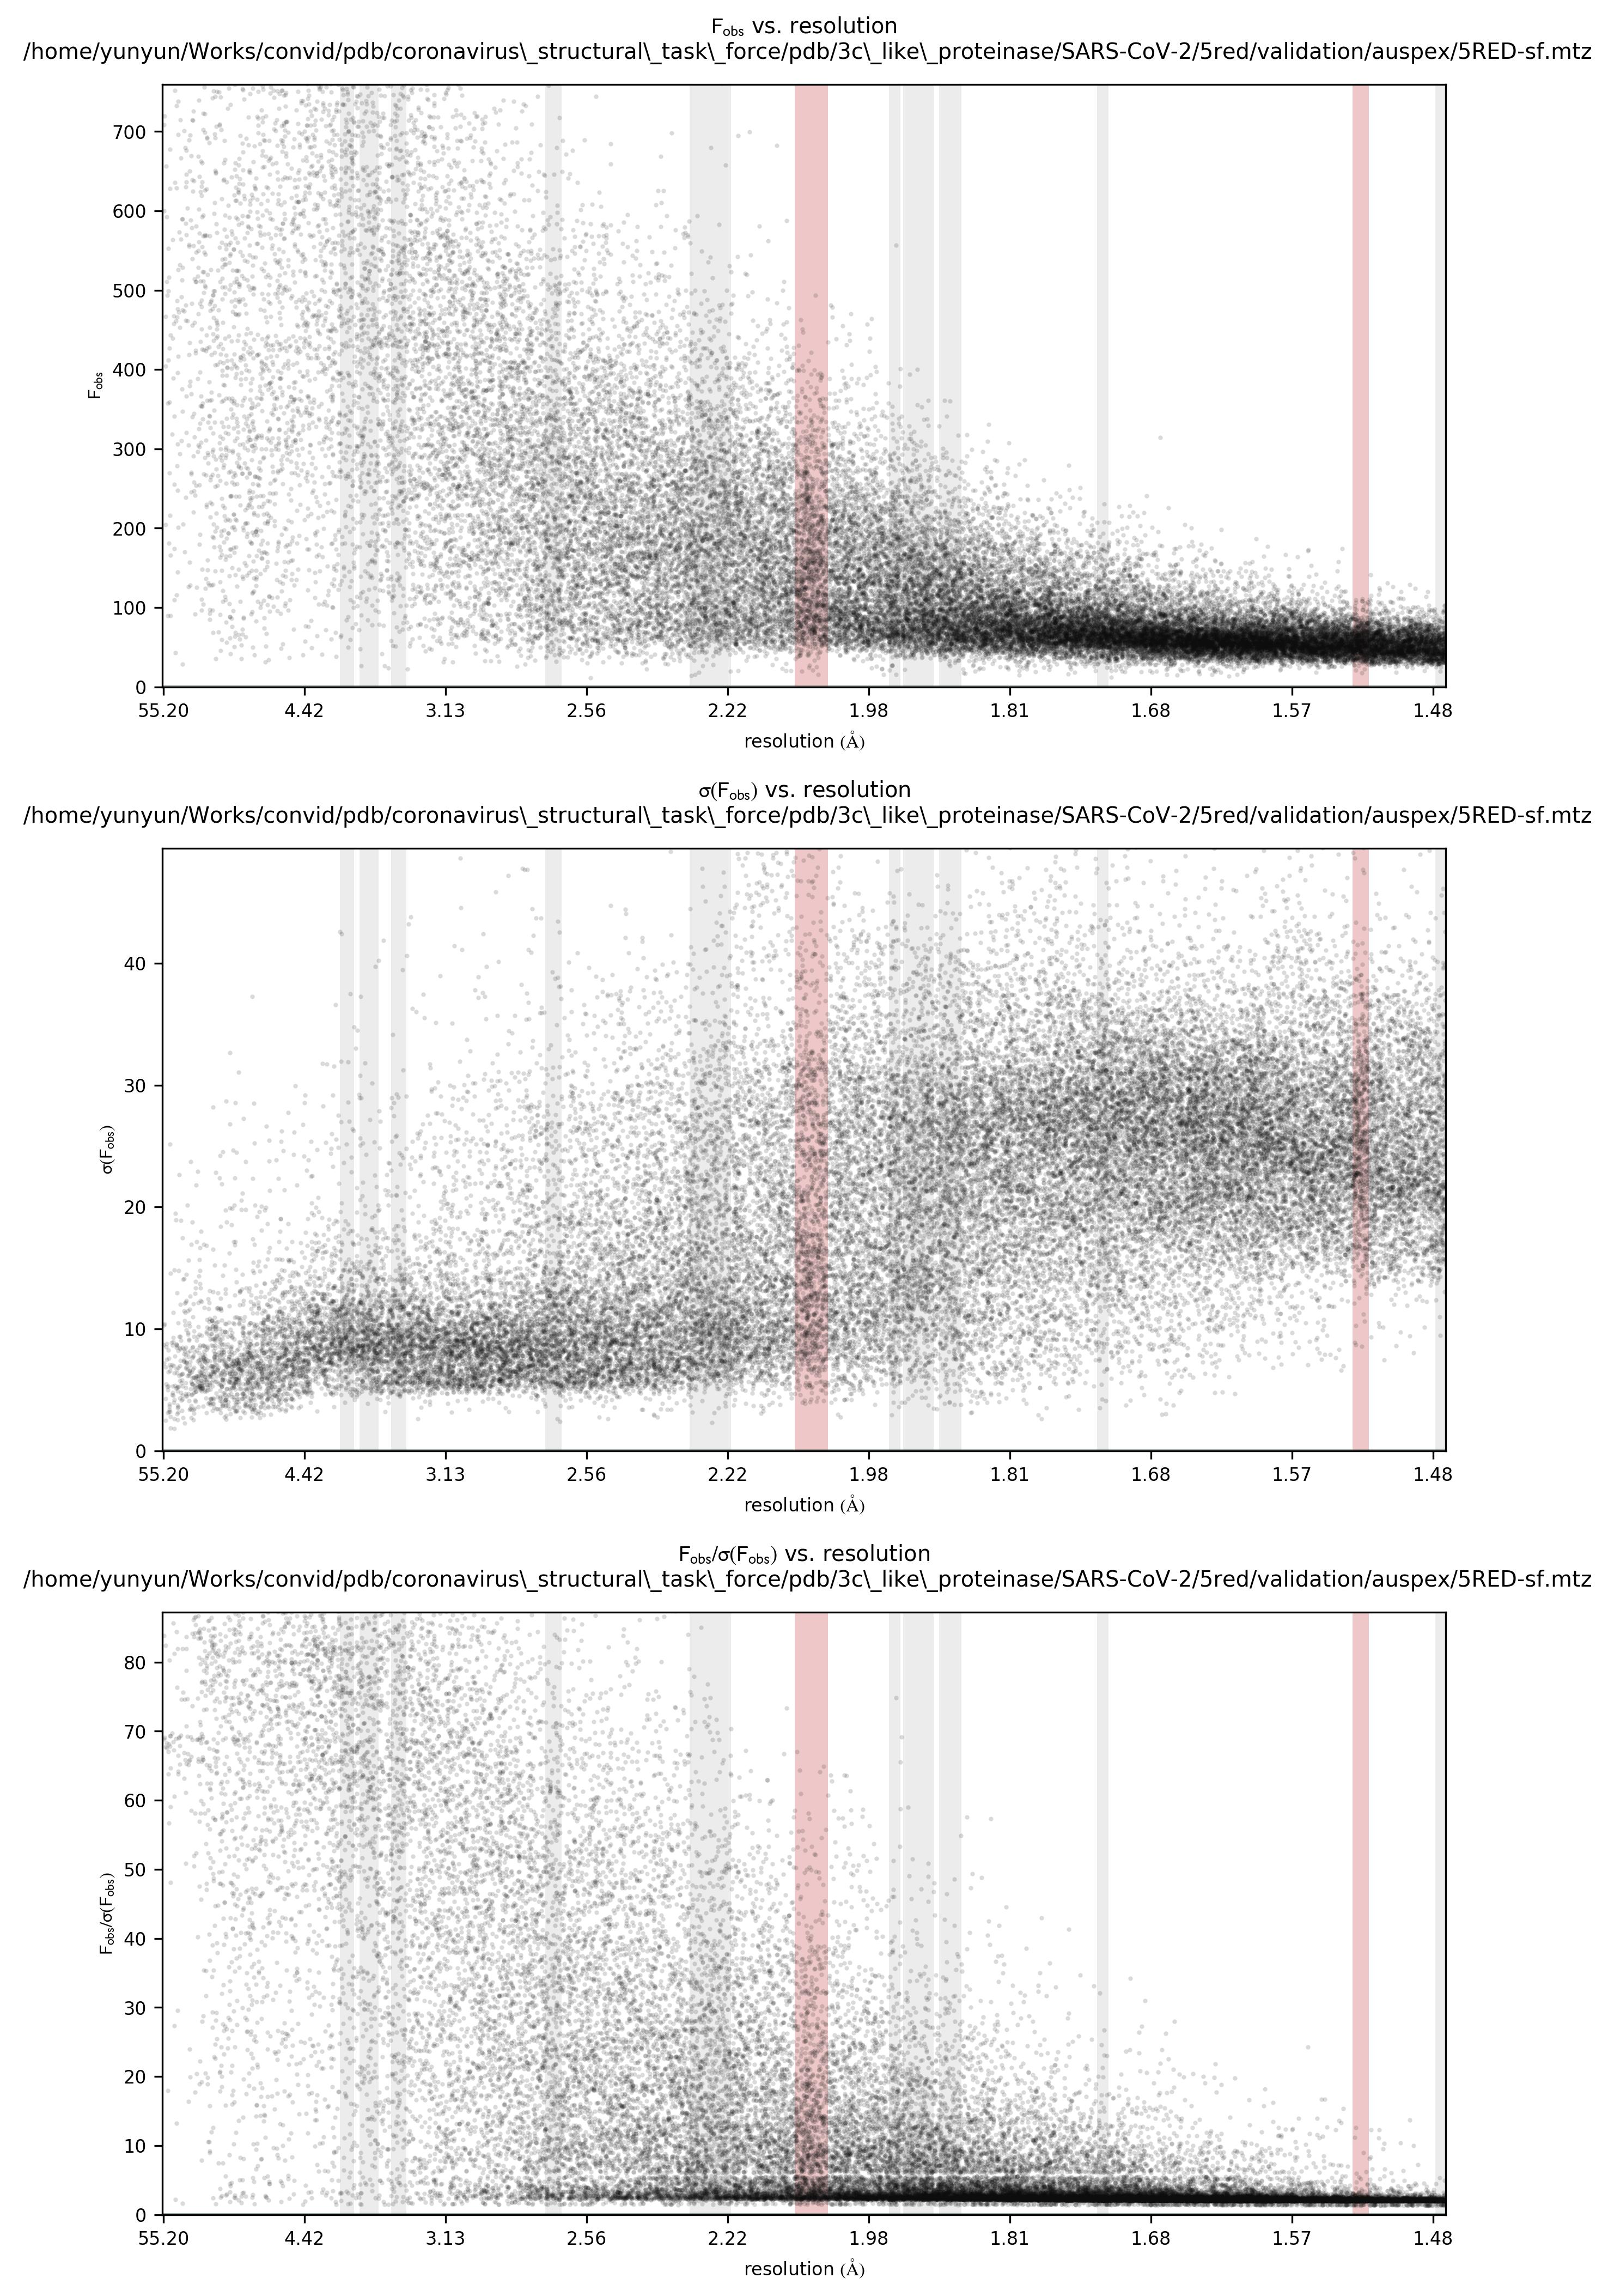 Fobs vs. resolution
/home/yunyun/Works/convid/pdb/coronavirus\_structural\_task\_force/pdb/3c\_like\_proteinase/SARS-CoV-2/5red/validation/auspex/5RED-sf.mtz
700
600
500
400
300
200
100
0
Fobs
55.20 4.42 3.13 2.56 2.22 1.98 1.81 1.68 1.57 1.48
resolution (Å)
σ(Fobs) vs. resolution
/home/yunyun/Works/convid/pdb/coronavirus\_structural\_task\_force/pdb/3c\_like\_proteinase/SARS-CoV-2/5red/validation/auspex/5RED-sf.mtz
40
30
20
10
0
σ(Fobs)
55.20 4.42 3.13 2.56 2.22 1.98 1.81 1.68 1.57 1.48
resolution (Å)
Fobs/σ(Fobs) vs. resolution
/home/yunyun/Works/convid/pdb/coronavirus\_structural\_task\_force/pdb/3c\_like\_proteinase/SARS-CoV-2/5red/validation/auspex/5RED-sf.mtz
80
70
60
50
40
30
20
10
0
Fobs/σ(Fobs)
55.20 4.42 3.13 2.56 2.22 1.98 1.81 1.68 1.57 1.48
resolution (Å)